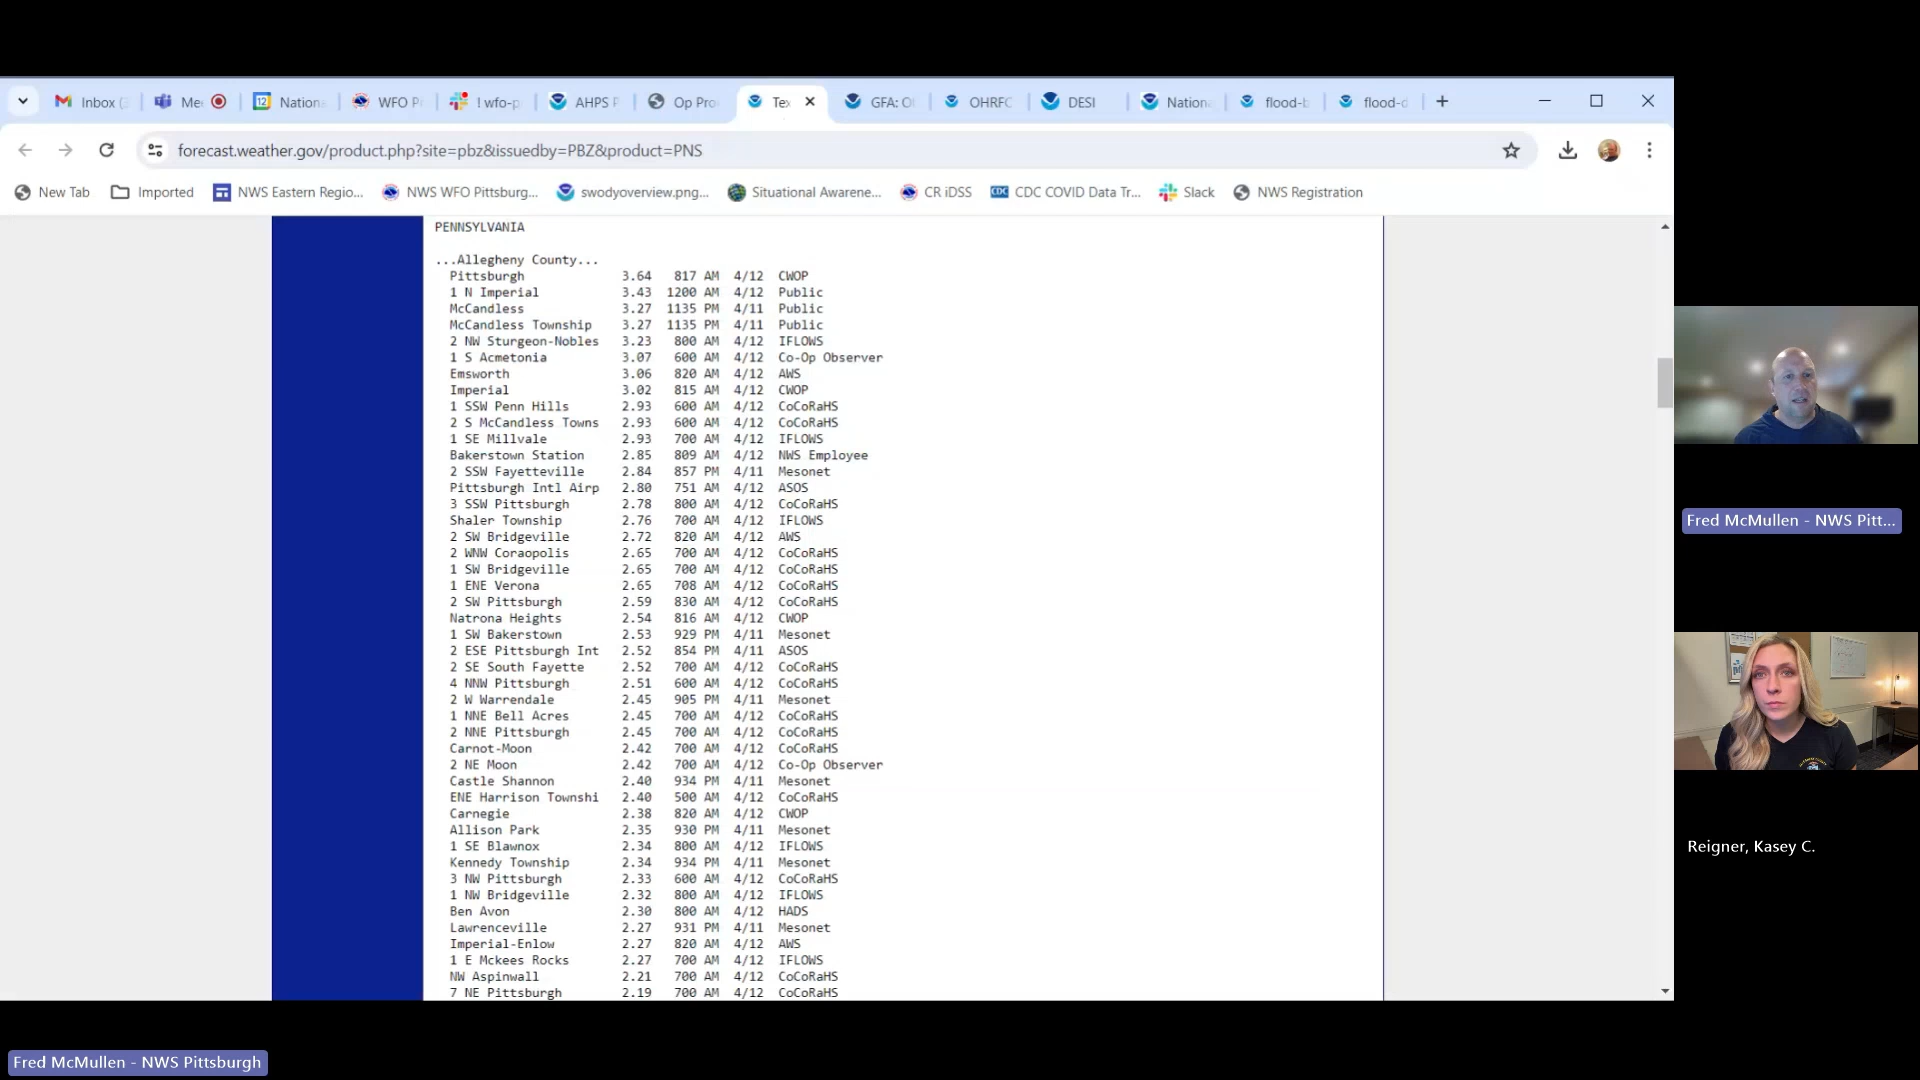 Inbox (3
Me
Nation
WFO P
! wfo-p
AHPS F
Op Pro
Tex
GFA: O
OHRFC
DESI
Nation
flood-b
flood-d
forecast.weather.gov/product.php?site=pbz&issuedby=PBZ&product=PNS
New Tab
Imported
NWS Eastern Regio...
NWS WFO Pittsburg...
swodyoverview.png...
Situational Awarene...
CR iDSS
CDC COVID Data Tr...
Slack
NWS Registration
PENNSYLVANIA
...Allegheny County...
Pittsburgh 3.64 817 AM 4/12 CWOP
1 N Imperial 3.43 1200 AM 4/12 Public
McCandless 3.27 1135 PM 4/11 Public
McCandless Township 3.27 1135 PM 4/11 Public
2 NW Sturgeon-Nobles 3.23 800 AM 4/12 IFLOWS
1 S Acmetonia 3.07 600 AM 4/12 Co-Op Observer
Emsworth 3.06 820 AM 4/12 AWS
Imperial 3.02 815 AM 4/12 CWOP
1 SSW Penn Hills 2.93 600 AM 4/12 CoCoRaHS
2 S McCandless Towns 2.93 600 AM 4/12 CoCoRaHS
1 SE Millvale 2.93 700 AM 4/12 IFLOWS
Bakerstown Station 2.85 809 AM 4/12 NWS Employee
2 SSW Fayetteville 2.84 857 PM 4/11 Mesonet
Pittsburgh Intl Airp 2.80 751 AM 4/12 ASOS
3 SSW Pittsburgh 2.78 800 AM 4/12 CoCoRaHS
Shaler Township 2.76 700 AM 4/12 IFLOWS
2 SW Bridgeville 2.72 820 AM 4/12 AWS
2 WNW Coraopolis 2.65 700 AM 4/12 CoCoRaHS
1 SW Bridgeville 2.65 700 AM 4/12 CoCoRaHS
1 ENE Verona 2.65 708 AM 4/12 CoCoRaHS
2 SW Pittsburgh 2.59 830 AM 4/12 CoCoRaHS
Natrona Heights 2.54 816 AM 4/12 CWOP
1 SW Bakerstown 2.53 929 PM 4/11 Mesonet
2 ESE Pittsburgh Int 2.52 854 PM 4/11 ASOS
2 SE South Fayette 2.52 700 AM 4/12 CoCoRaHS
4 NNW Pittsburgh 2.51 600 AM 4/12 CoCoRaHS
2 W Warrendale 2.45 905 PM 4/11 Mesonet
1 NNE Bell Acres 2.45 700 AM 4/12 CoCoRaHS
2 NNE Pittsburgh 2.45 700 AM 4/12 CoCoRaHS
Carnot-Moon 2.42 700 AM 4/12 CoCoRaHS
2 NE Moon 2.42 700 AM 4/12 Co-Op Observer
Castle Shannon 2.40 934 PM 4/11 Mesonet
ENE Harrison Townshi 2.40 500 AM 4/12 CoCoRaHS
Carnegie 2.38 820 AM 4/12 CWOP
Allison Park 2.35 930 PM 4/11 Mesonet
1 SE Blawnox 2.34 800 AM 4/12 IFLOWS
Kennedy Township 2.34 934 PM 4/11 Mesonet
3 NW Pittsburgh 2.33 600 AM 4/12 CoCoRaHS
1 NW Bridgeville 2.32 800 AM 4/12 IFLOWS
Ben Avon 2.30 800 AM 4/12 HADS
Lawrenceville 2.27 931 PM 4/11 Mesonet
Imperial-Enlow 2.27 820 AM 4/12 AWS
1 E Mckees Rocks 2.27 700 AM 4/12 IFLOWS
NW Aspinwall 2.21 700 AM 4/12 CoCoRaHS
7 NE Pittsburgh 2.19 700 AM 4/12 CoCoRaHS
Fred McMullen - NWS Pitt...
Reigner, Kasey C.
Fred McMullen - NWS Pittsburgh